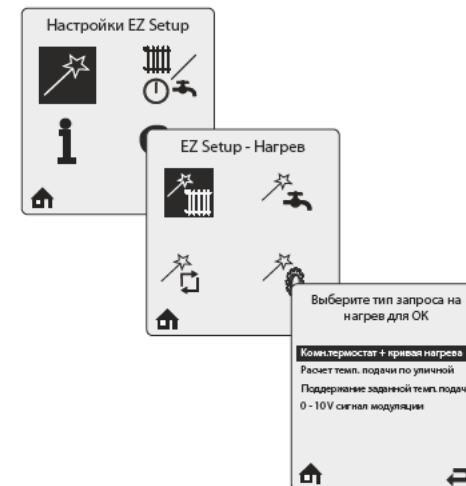 Настройки EZ Setup
EZ Setup - Нагрев
Выберите тип запроса на
нагрев для ОК
Комн.термостат + кривая нагрева
Расчет темп. подачи по уличной
Поддержание заданной темп. подач
0 - 10V сигнал модуляции